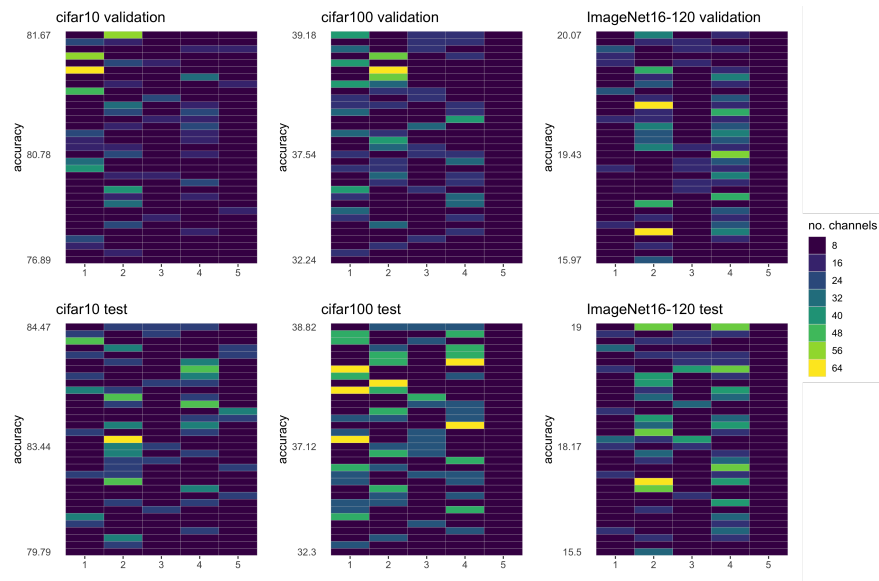 cifar10 validation
81.67
80.78
76.89
accuracy
1 2 3 4 5
cifar100 validation
39.18
37.54
32.24
accuracy
1 2 3 4 5
ImageNet16-120 validation
20.07
19.43
15.97
accuracy
1 2 3 4 5
cifar10 test
84.47
83.44
79.79
accuracy
1 2 3 4 5
cifar100 test
38.82
37.12
32.3
accuracy
1 2 3 4 5
ImageNet16-120 test
19
18.17
15.5
accuracy
1 2 3 4 5
no. channels
8
16
24
32
40
48
56
64